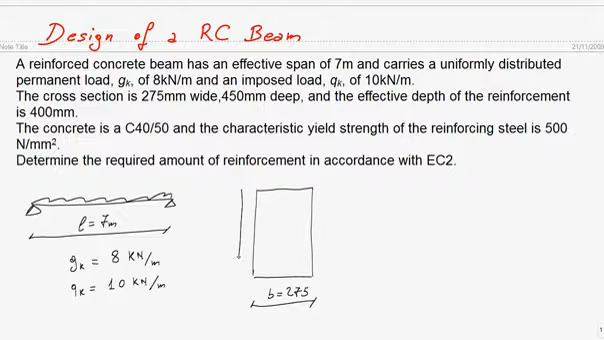 Design of a RC Beam
Note Title
21/11/2009
A reinforced concrete beam has an effective span of 7m and carries a uniformly distributed
permanent load, gk, of 8kN/m and an imposed load, qk, of 10kN/m.
The cross section is 275mm wide,450mm deep, and the effective depth of the reinforcement
is 400mm.
The concrete is a C40/50 and the characteristic yield strength of the reinforcing steel is 500
N/mm².
Determine the required amount of reinforcement in accordance with EC2.
l = 7m
gk = 8 KN/m
qk = 10 KN/m
b = 275
1